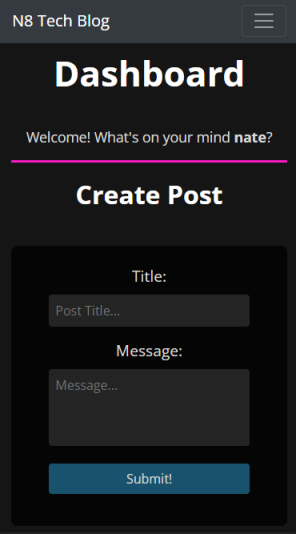 N8 Tech Blog
Dashboard
Welcome! What's on your mind nate?
Create Post
Title:
Post Title...
Message:
Message...
Submit!